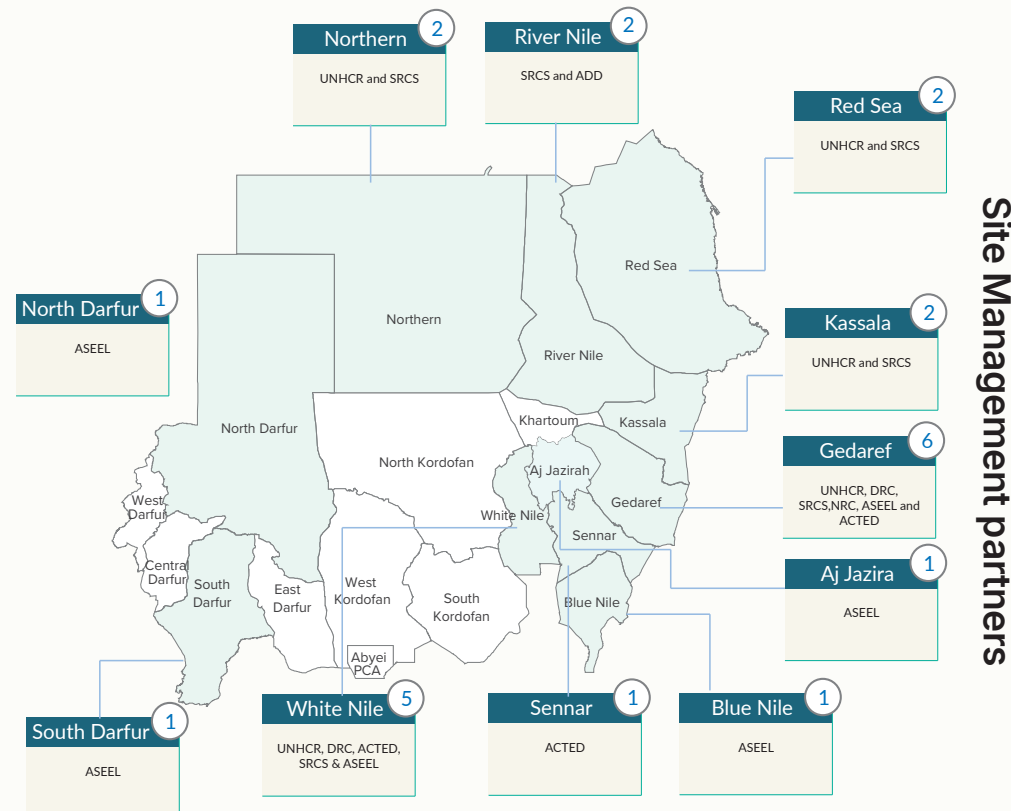 Northern
2
UNHCR and SRCS
River Nile
2
SRCS and ADD
Red Sea
2
UNHCR and SRCS
Site Management partners
North Darfur
1
ASEEL
Kassala
2
UNHCR and SRCS
Gedaref
6
UNHCR, DRC,
SRCS,NRC, ASEEL and
ACTED
Aj Jazira
1
ASEEL
South Darfur
1
ASEEL
White Nile
5
UNHCR, DRC, ACTED,
SRCS & ASEEL
Sennar
1
ACTED
Blue Nile
1
ASEEL
Red Sea
Northern
River Nile
North Darfur
Khartoum
Kassala
North Kordofan
Aj Jazirah
West
Darfur
White Nile
Gedaref
Sennar
Central
Darfur
South
Darfur
East
Darfur
West
Kordofan
South
Kordofan
Blue Nile
Abyei
PCA